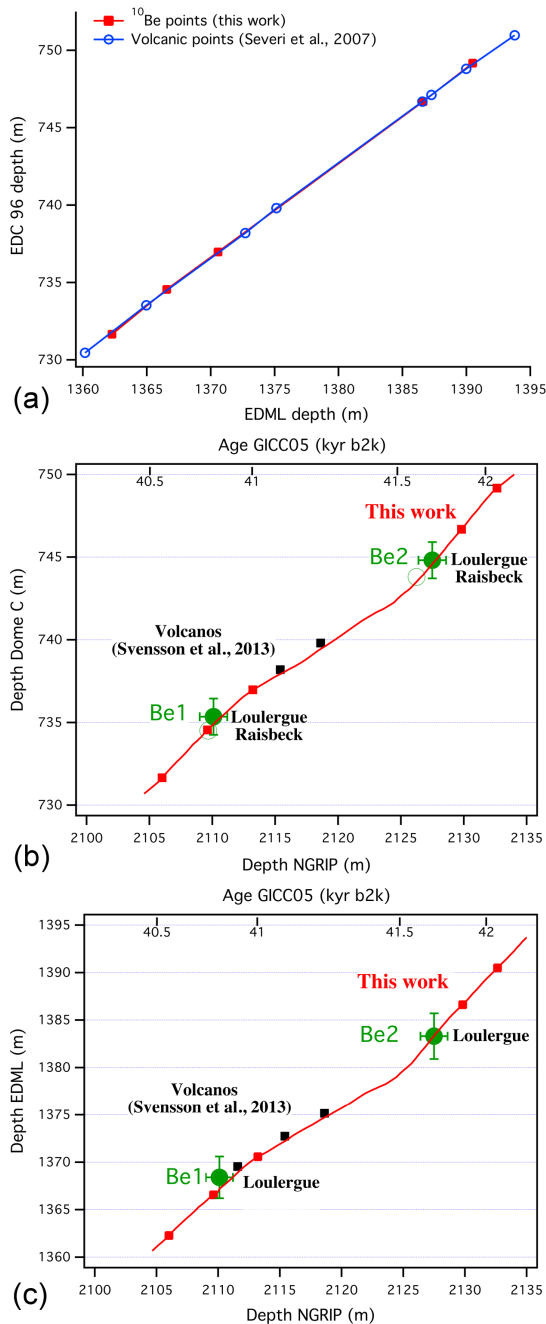 ¹⁰Be points (this work)
Volcanic points (Severi et al., 2007)
EDC 96 depth (m)
750
745
740
735
730
1360
1365
1370
1375
1380
1385
1390
1395
EDML depth (m)
(a)
Age GICC05 (kyr b2k)
40.5
41
41.5
42
Depth Dome C (m)
750
745
740
735
730
This work
Be2
Loulergue
Raisbeck
Volcanos
(Svensson et al., 2013)
Be1
Loulergue
Raisbeck
2100
2105
2110
2115
2120
2125
2130
2135
Depth NGRIP (m)
(b)
Age GICC05 (kyr b2k)
40.5
41
41.5
42
Depth EDML (m)
1395
1390
1385
1380
1375
1370
1365
1360
This work
Be2
Loulergue
Volcanos
(Svensson et al., 2013)
Be1
Loulergue
2100
2105
2110
2115
2120
2125
2130
2135
Depth NGRIP (m)
(c)